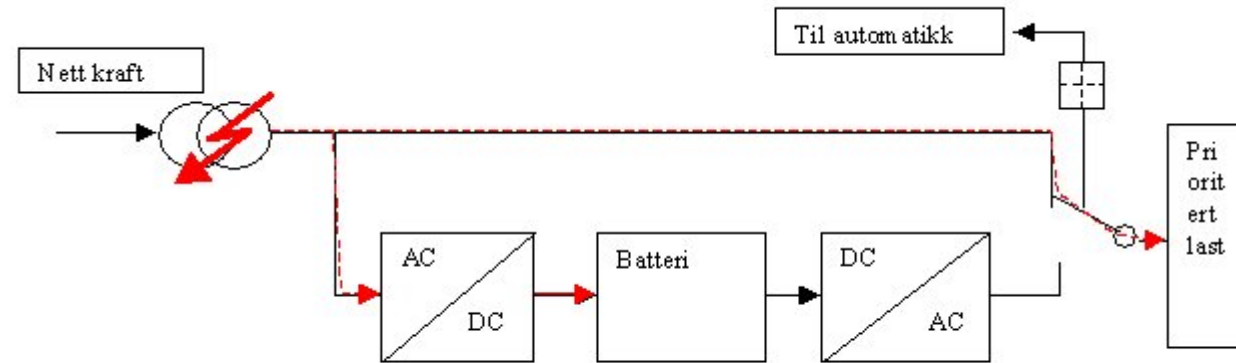 Til automatikk
Nett kraft
Pri
orit
ert
last
AC
DC
Batteri
DC
AC